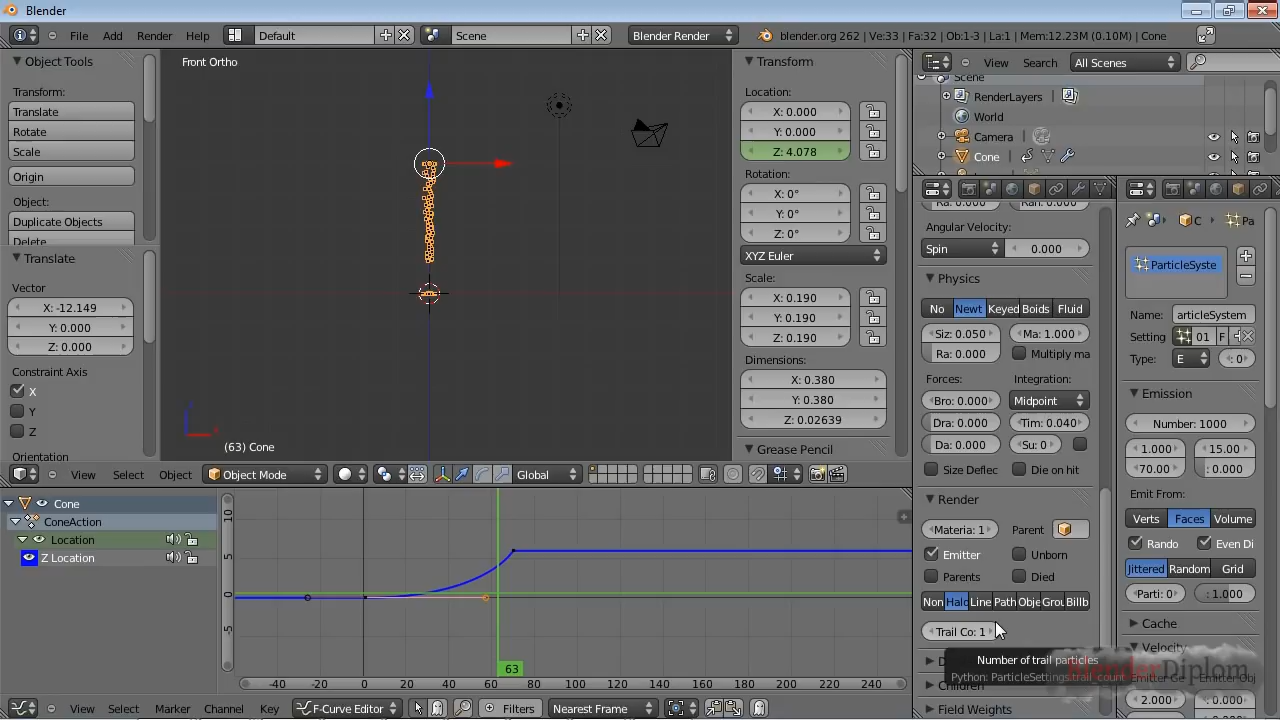 Blender
File Add Render Help Default Scene Blender Render blender.org 262 | Ve:33 | Fa:32 | Ob:1-3 | La:1 | Mem:12.23M (0.10M) | Cone
Object Tools
Transform:
Translate
Rotate
Scale
Origin
Object:
Duplicate Objects
Delete
Translate
Vector
X: -12.149
Y: 0.000
Z: 0.000
Constraint Axis
X
Y
Z
Orientation
Front Ortho
(63) Cone
Transform
Location:
X: 0.000
Y: 0.000
Z: 4.078
Rotation:
X: 0°
Y: 0°
Z: 0°
XYZ Euler
Scale:
X: 0.190
Y: 0.190
Z: 0.190
Dimensions:
X: 0.380
Y: 0.380
Z: 0.02639
Grease Pencil
View Select Object Object Mode Global
Cone
ConeAction
Location
Z Location
10
5
0
-5
63
-40 -20 0 20 40 80 100 120 140 160 180 200 220 240
View Select Marker Channel Key F-Curve Editor Filters Nearest Frame
View Search All Scenes
Scene
RenderLayers
World
Camera
Cone
Ra: 0.000 Ran: 0.000
Angular Velocity:
Spin 0.000
Physics
No Newt Keyed Boids Fluid
Siz: 0.050 Ma: 1.000
Ra: 0.000 Multiply ma
Forces: Integration:
Bro: 0.000 Midpoint
Dra: 0.000 Tim: 0.040
Da: 0.000 Su: 0
Size Deflec Die on hit
Render
Materia: 1 Parent
Emitter Unborn
Parents Died
Non Halo Line Path Obje Grou Billb
Trail Co: 1
Number of trail particles
Python: ParticleSettings.trail_count
Children
Field Weights
C Pa
ParticleSyste
Name: articleSystem
Setting 01 F
Type: E 0
Emission
Number: 1000
1.000 15.00
70.00 : 0.000
Emit From:
Verts Faces Volume
Rando Even Di
Jittered Random Grid
Parti: 0 : 1.000
Cache
Velocity
BlenderDiplom
Emitter Ge Emitter Obj
2.000